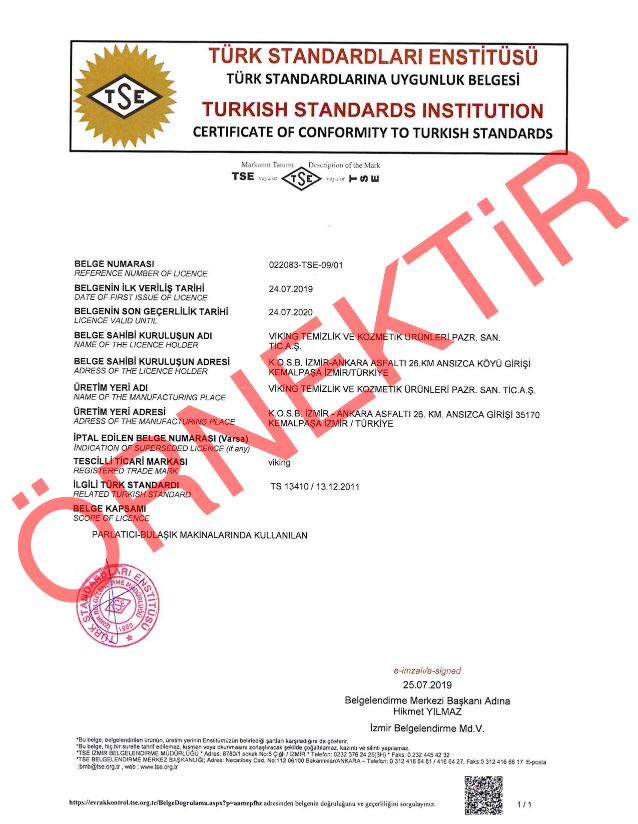 TÜRK STANDARDLARI ENSTİTÜSÜ
TÜRK STANDARDLARINA UYGUNLUK BELGESİ
TURKISH STANDARDS INSTITUTION
CERTIFICATE OF CONFORMITY TO TURKISH STANDARDS
TSE
Markanın Tanımı Description of the Mark
TSE veya/or TSE veya/or TSE
ÖRNEKTİR
BELGE NUMARASI 022083-TSE-09/01
REFERENCE NUMBER OF LICENCE
BELGENİN İLK VERİLİŞ TARİHİ 24.07.2019
DATE OF FIRST ISSUE OF LICENCE
BELGENİN SON GEÇERLİLİK TARİHİ 24.07.2020
LICENCE VALID UNTIL
BELGE SAHİBİ KURULUŞUN ADI VİKİNG TEMİZLİK VE KOZMETİK ÜRÜNLERİ PAZR. SAN.
NAME OF THE LICENCE HOLDER TİC A.Ş.
BELGE SAHİBİ KURULUŞUN ADRESİ K.O.S.B. İZMİR-ANKARA ASFALTI 26.KM ANSIZCA KÖYÜ GİRİŞİ
ADRESS OF THE LICENCE HOLDER KEMALPAŞA İZMİR/TÜRKİYE
ÜRETİM YERİ ADI VİKİNG TEMİZLİK VE KOZMETİK ÜRÜNLERİ PAZR. SAN. TİC.A.Ş.
NAME OF THE MANUFACTURING PLACE
ÜRETİM YERİ ADRESİ K.O.S.B. İZMİR - ANKARA ASFALTI 26. KM. ANSIZCA GİRİŞİ 35170
ADRESS OF THE MANUFACTURING PLACE KEMALPAŞA İZMİR / TÜRKİYE
İPTAL EDİLEN BELGE NUMARASI (Varsa)
INDICATION OF SUPERSEDED LICENCE (if any)
TESCİLLİ TİCARİ MARKASI viking
REGISTERED TRADE MARK
İLGİLİ TÜRK STANDARDI TS 13410 / 13.12.2011
RELATED TURKISH STANDARD
BELGE KAPSAMI
SCOPE OF LICENCE
PARLATICI-BULAŞIK MAKİNALARINDA KULLANILAN
TÜRK STANDARDLARI ENSTİTÜSÜ
İZMİR BELGELENDİRME MÜDÜRLÜĞÜ
TSE
1960
e-imzalı/e-signed
25.07.2019
Belgelendirme Merkezi Başkanı Adına
Hikmet YILMAZ
İzmir Belgelendirme Md.V.
*Bu belge, belgelendirilen ürünün, üretim yerinin Enstitümüzün belirlediği şartları karşıladığını da gösterir.
*Bu belge, hiç bir surette tahrif edilemez, kısmen veya okunmasını zorlaştıracak şekilde çoğaltılamaz, kazıntı ve silinti yapılamaz.
*TSE İZMİR BELGELENDİRME MÜDÜRLÜĞÜ * Adres: 8780/1 sokak No:5 Çiğli / İZMİR * Telefon: 0232 376 24 25(3H) * Faks: 0 232 445 42 32
*TSE BELGELENDİRME MERKEZ BAŞKANLIĞI; Adres: Necatibey Cad. No:112 06100 Bakanlıklar/ANKARA – Telefon: 0 312 416 64 81 / 416 64 27, Faks:0 312 416 66 17 E-posta
:bmb@tse.org.tr , web : www.tse.org.tr
https://evrakkontrol.tse.org.tr/BelgeDogrulama.aspx?p=aamzpfhz adresinden belgenin doğruluğunu ve geçerliliğini sorgulayınız.
1 / 1